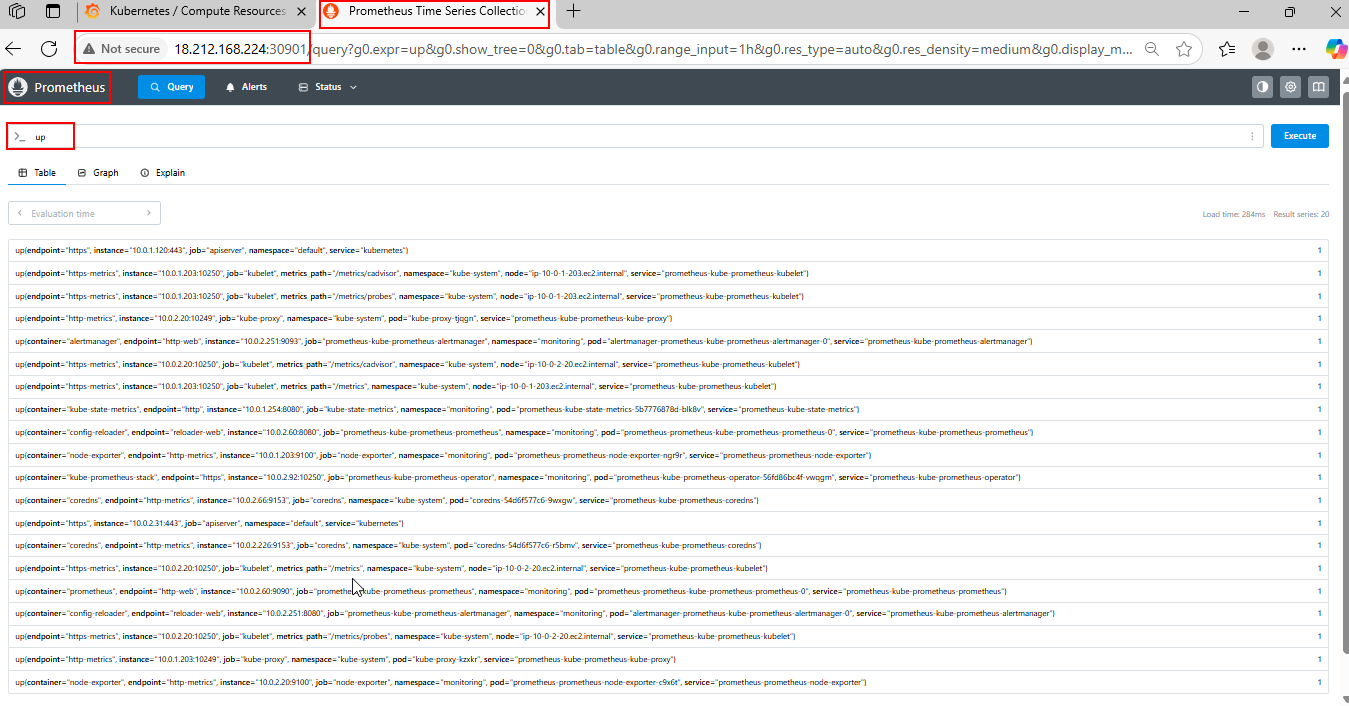 Kubernetes / Compute Resources
Prometheus Time Series Collectio
Not secure 18.212.168.224:30901/query?g0.expr=up&g0.show_tree=0&g0.tab=table&g0.range_input=1h&g0.res_type=auto&g0.res_density=medium&g0.display_m...
Prometheus Query Alerts Status
>_ up Execute
Table Graph Explain
Evaluation time Load time: 284ms Result series: 20
up{endpoint="https", instance="10.0.1.120:443", job="apiserver", namespace="default", service="kubernetes"} 1
up{endpoint="https-metrics", instance="10.0.1.203:10250", job="kubelet", metrics_path="/metrics/cadvisor", namespace="kube-system", node="ip-10-0-1-203.ec2.internal", service="prometheus-kube-prometheus-kubelet"} 1
up{endpoint="https-metrics", instance="10.0.1.203:10250", job="kubelet", metrics_path="/metrics/probes", namespace="kube-system", node="ip-10-0-1-203.ec2.internal", service="prometheus-kube-prometheus-kubelet"} 1
up{endpoint="http-metrics", instance="10.0.2.20:10249", job="kube-proxy", namespace="kube-system", pod="kube-proxy-tjqgn", service="prometheus-kube-prometheus-kube-proxy"} 1
up{container="alertmanager", endpoint="http-web", instance="10.0.2.251:9093", job="prometheus-kube-prometheus-alertmanager", namespace="monitoring", pod="alertmanager-prometheus-kube-prometheus-alertmanager-0", service="prometheus-kube-prometheus-alertmanager"} 1
up{endpoint="https-metrics", instance="10.0.2.20:10250", job="kubelet", metrics_path="/metrics/cadvisor", namespace="kube-system", node="ip-10-0-2-20.ec2.internal", service="prometheus-kube-prometheus-kubelet"} 1
up{endpoint="https-metrics", instance="10.0.1.203:10250", job="kubelet", metrics_path="/metrics", namespace="kube-system", node="ip-10-0-1-203.ec2.internal", service="prometheus-kube-prometheus-kubelet"} 1
up{container="kube-state-metrics", endpoint="http", instance="10.0.1.254:8080", job="kube-state-metrics", namespace="monitoring", pod="prometheus-kube-state-metrics-5b7776878d-blk8v", service="prometheus-kube-state-metrics"} 1
up{container="config-reloader", endpoint="reloader-web", instance="10.0.2.60:8080", job="prometheus-kube-prometheus-prometheus", namespace="monitoring", pod="prometheus-prometheus-kube-prometheus-prometheus-0", service="prometheus-kube-prometheus-prometheus"} 1
up{container="node-exporter", endpoint="http-metrics", instance="10.0.1.203:9100", job="node-exporter", namespace="monitoring", pod="prometheus-prometheus-node-exporter-ngr9r", service="prometheus-prometheus-node-exporter"} 1
up{container="kube-prometheus-stack", endpoint="https", instance="10.0.2.92:10250", job="prometheus-kube-prometheus-operator", namespace="monitoring", pod="prometheus-kube-prometheus-operator-56fd86bc4f-vwqgm", service="prometheus-kube-prometheus-operator"} 1
up{container="coredns", endpoint="http-metrics", instance="10.0.2.66:9153", job="coredns", namespace="kube-system", pod="coredns-54d6f577c6-9wxgw", service="prometheus-kube-prometheus-coredns"} 1
up{endpoint="https", instance="10.0.2.31:443", job="apiserver", namespace="default", service="kubernetes"} 1
up{container="coredns", endpoint="http-metrics", instance="10.0.2.226:9153", job="coredns", namespace="kube-system", pod="coredns-54d6f577c6-r5bmv", service="prometheus-kube-prometheus-coredns"} 1
up{endpoint="https-metrics", instance="10.0.2.20:10250", job="kubelet", metrics_path="/metrics", namespace="kube-system", node="ip-10-0-2-20.ec2.internal", service="prometheus-kube-prometheus-kubelet"} 1
up{container="prometheus", endpoint="http-web", instance="10.0.2.60:9090", job="prometheus-kube-prometheus-prometheus", namespace="monitoring", pod="prometheus-prometheus-kube-prometheus-prometheus-0", service="prometheus-kube-prometheus-prometheus"} 1
up{container="config-reloader", endpoint="reloader-web", instance="10.0.2.251:8080", job="prometheus-kube-prometheus-alertmanager", namespace="monitoring", pod="alertmanager-prometheus-kube-prometheus-alertmanager-0", service="prometheus-kube-prometheus-alertmanager"} 1
up{endpoint="https-metrics", instance="10.0.2.20:10250", job="kubelet", metrics_path="/metrics/probes", namespace="kube-system", node="ip-10-0-2-20.ec2.internal", service="prometheus-kube-prometheus-kubelet"} 1
up{endpoint="http-metrics", instance="10.0.1.203:10249", job="kube-proxy", namespace="kube-system", pod="kube-proxy-kzxkr", service="prometheus-kube-prometheus-kube-proxy"} 1
up{container="node-exporter", endpoint="http-metrics", instance="10.0.2.20:9100", job="node-exporter", namespace="monitoring", pod="prometheus-prometheus-node-exporter-c9x6t", service="prometheus-prometheus-node-exporter"} 1